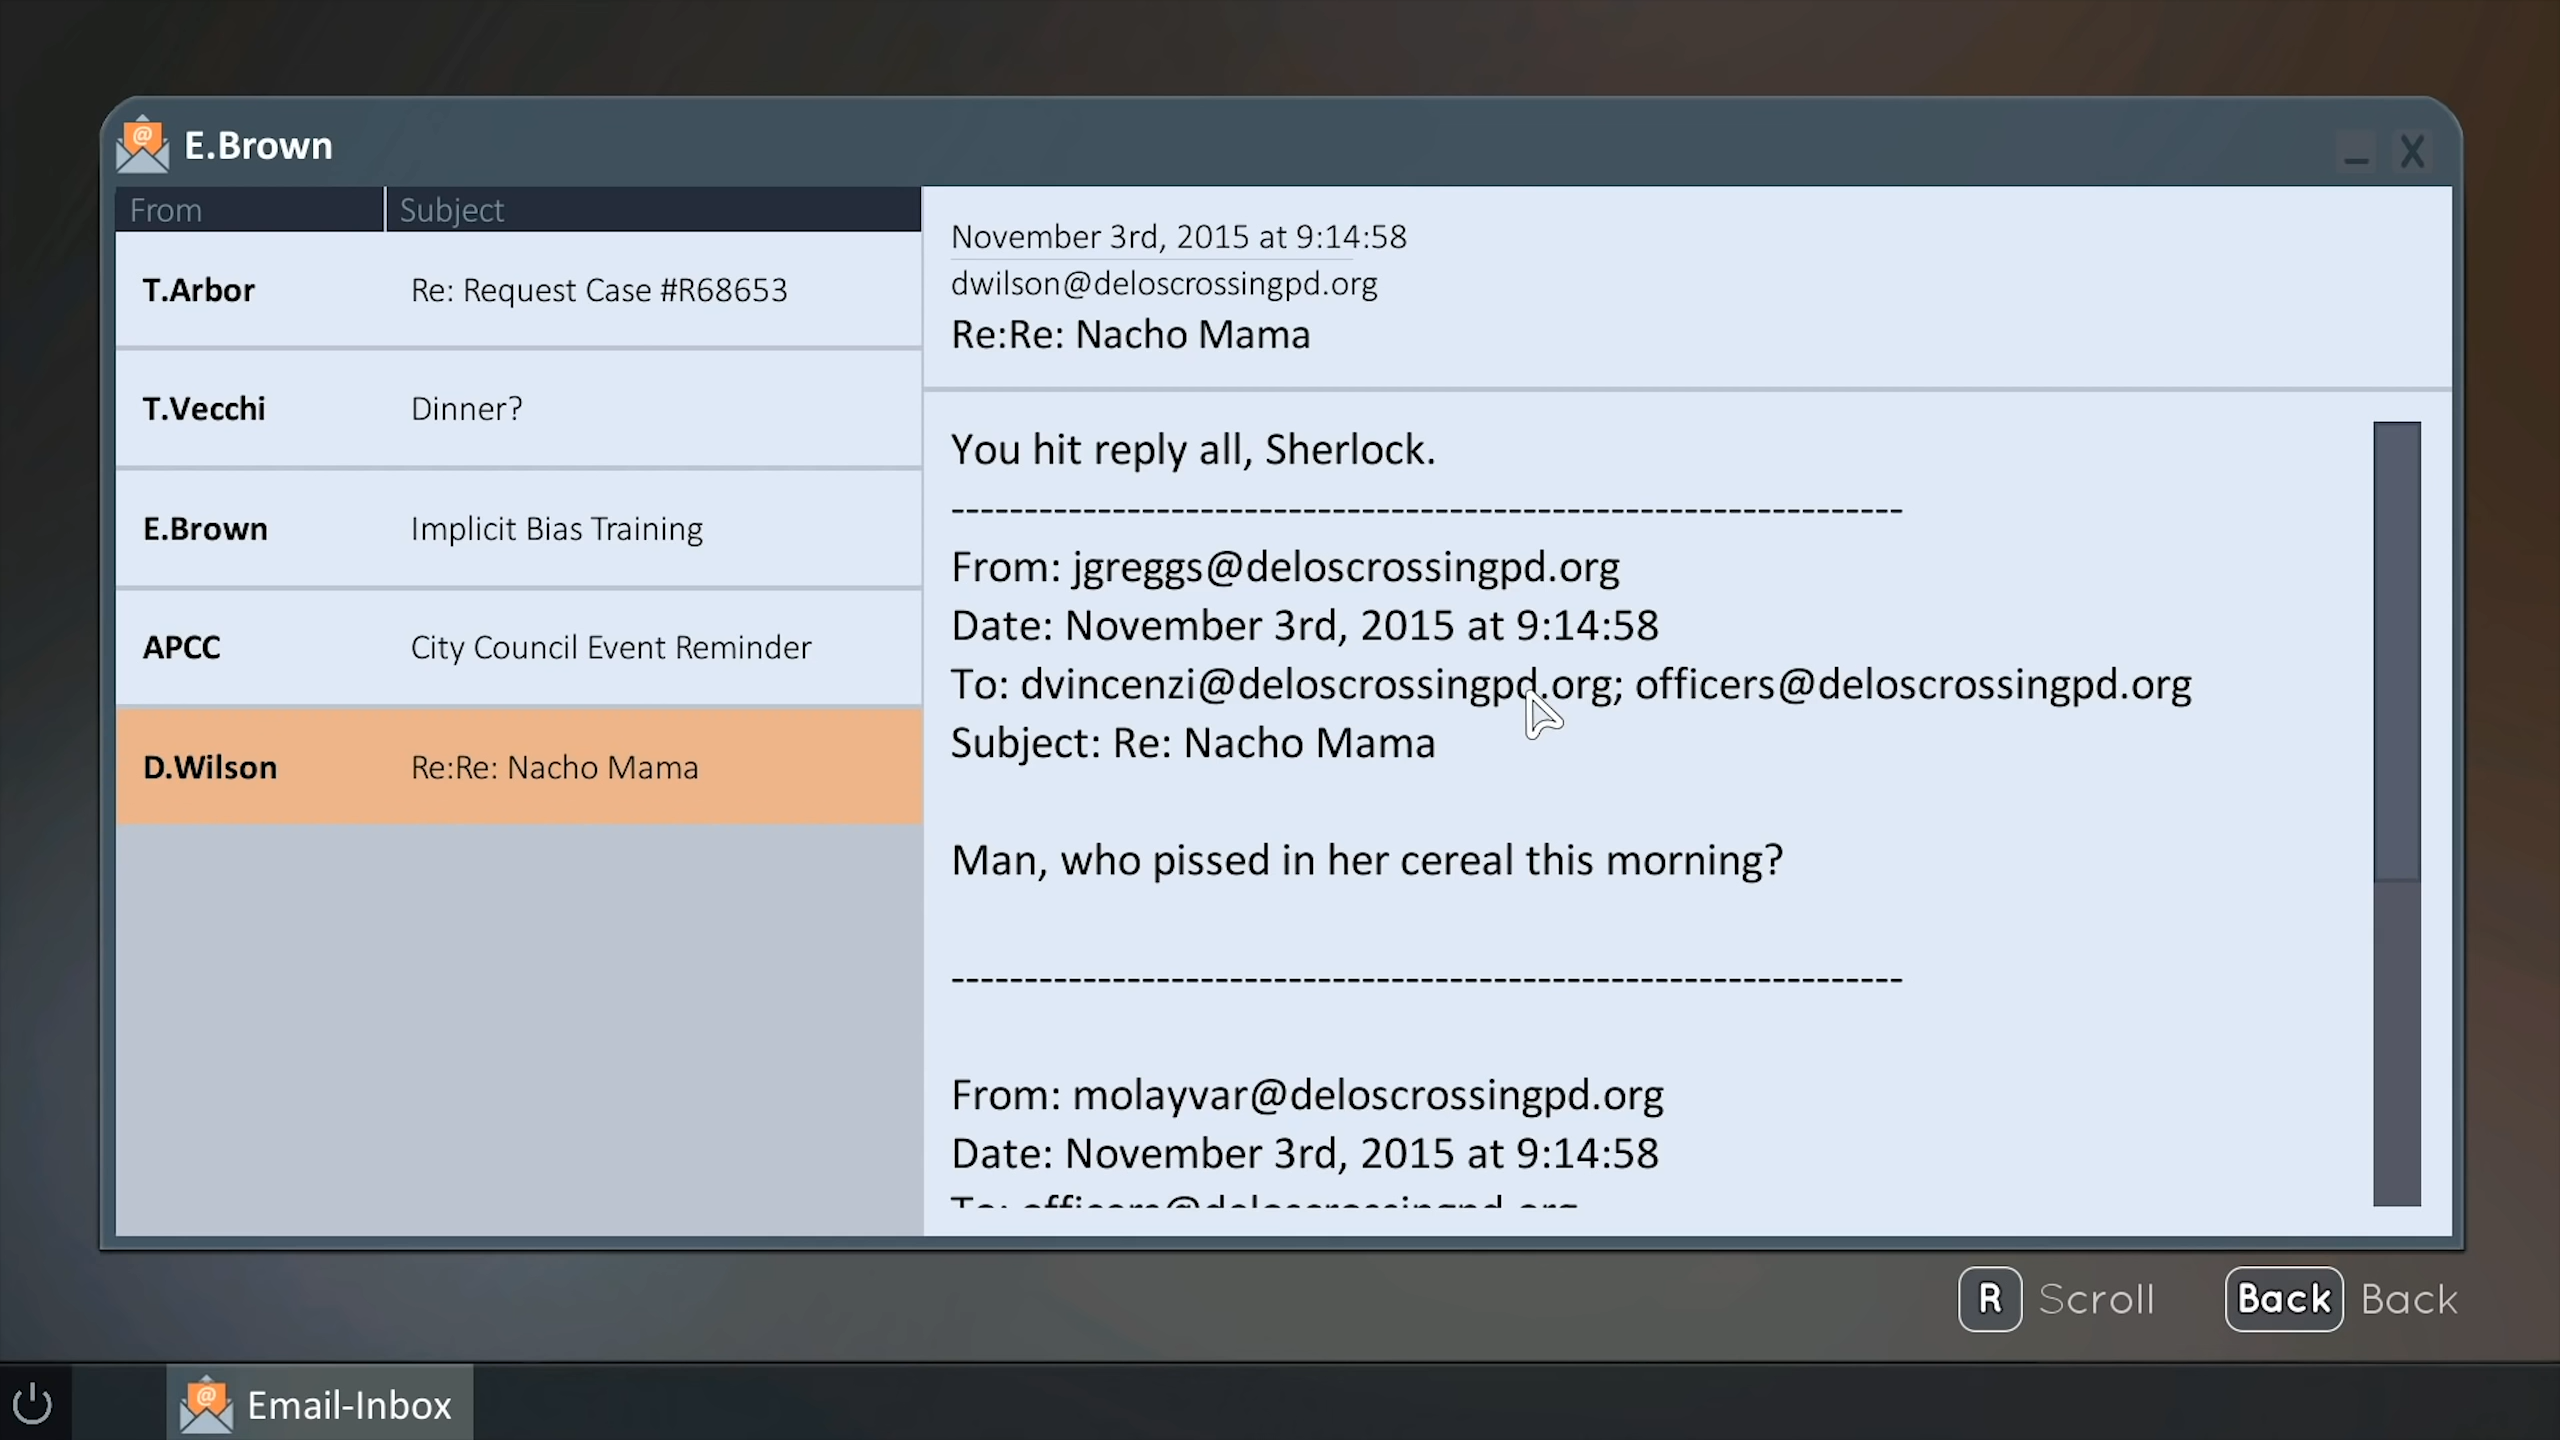 E.Brown
From Subject
T.Arbor Re: Request Case #R68653
T.Vecchi Dinner?
E.Brown Implicit Bias Training
APCC City Council Event Reminder
D.Wilson Re:Re: Nacho Mama
November 3rd, 2015 at 9:14:58
dwilson@deloscrossingpd.org
Re:Re: Nacho Mama
You hit reply all, Sherlock.
-----------------------------------------------------------------
From: jgreggs@deloscrossingpd.org
Date: November 3rd, 2015 at 9:14:58
To: dvincenzi@deloscrossingpd.org; officers@deloscrossingpd.org
Subject: Re: Nacho Mama
Man, who pissed in her cereal this morning?
-----------------------------------------------------------------
From: molayvar@deloscrossingpd.org
Date: November 3rd, 2015 at 9:14:58
To: officers@deloscrossingpd.org
R Scroll Back Back
Email-Inbox